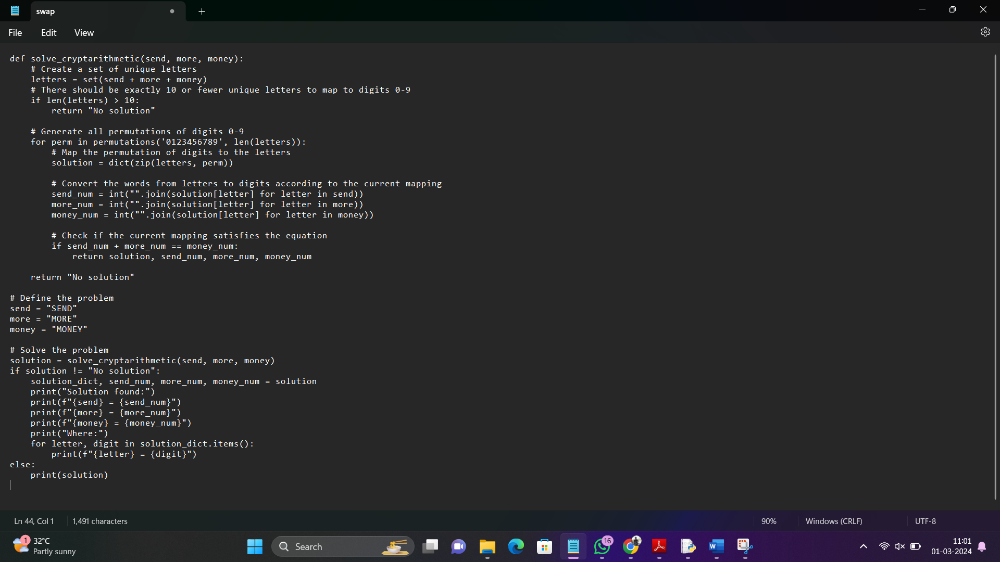 swap
File Edit View
def solve_cryptarithmetic(send, more, money):
    # Create a set of unique letters
    letters = set(send + more + money)
    # There should be exactly 10 or fewer unique letters to map to digits 0-9
    if len(letters) > 10:
        return "No solution"

    # Generate all permutations of digits 0-9
    for perm in permutations('0123456789', len(letters)):
        # Map the permutation of digits to the letters
        solution = dict(zip(letters, perm))

        # Convert the words from letters to digits according to the current mapping
        send_num = int("".join(solution[letter] for letter in send))
        more_num = int("".join(solution[letter] for letter in more))
        money_num = int("".join(solution[letter] for letter in money))

        # Check if the current mapping satisfies the equation
        if send_num + more_num == money_num:
            return solution, send_num, more_num, money_num

    return "No solution"

# Define the problem
send = "SEND"
more = "MORE"
money = "MONEY"

# Solve the problem
solution = solve_cryptarithmetic(send, more, money)
if solution != "No solution":
    solution_dict, send_num, more_num, money_num = solution
    print("Solution found:")
    print(f"{send} = {send_num}")
    print(f"{more} = {more_num}")
    print(f"{money} = {money_num}")
    print("Where:")
    for letter, digit in solution_dict.items():
        print(f"{letter} = {digit}")
else:
    print(solution)
Ln 44, Col 1 1,491 characters 90% Windows (CRLF) UTF-8
1 32°C
Partly sunny
Search
16
W
11:01
01-03-2024